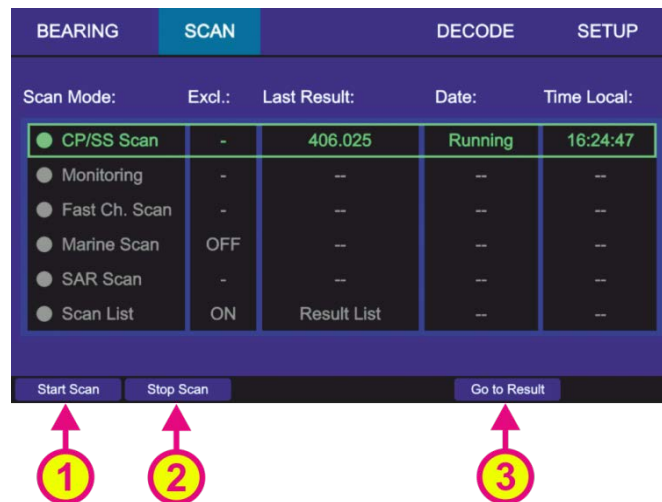 BEARING SCAN DECODE SETUP
Scan Mode: Excl.: Last Result: Date: Time Local:
CP/SS Scan - 406.025 Running 16:24:47
Monitoring - -- -- --
Fast Ch. Scan - -- -- --
Marine Scan OFF -- -- --
SAR Scan - -- -- --
Scan List ON Result List -- --
Start Scan Stop Scan Go to Result
1 2 3